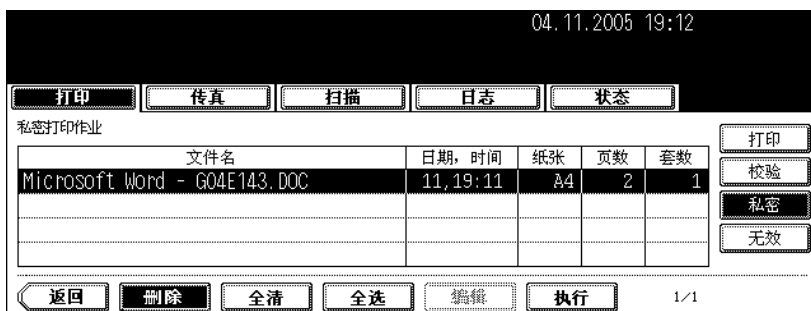 04.11.2005 19:12
打印 传真 扫描 日志 状态
私密打印作业
打印
文件名 日期，时间 纸张 页数 套数
校验
Microsoft Word - G04E143.DOC 11,19:11 A4 2 1
私密
无效
返回 删除 全清 全选 编辑 执行 1/1